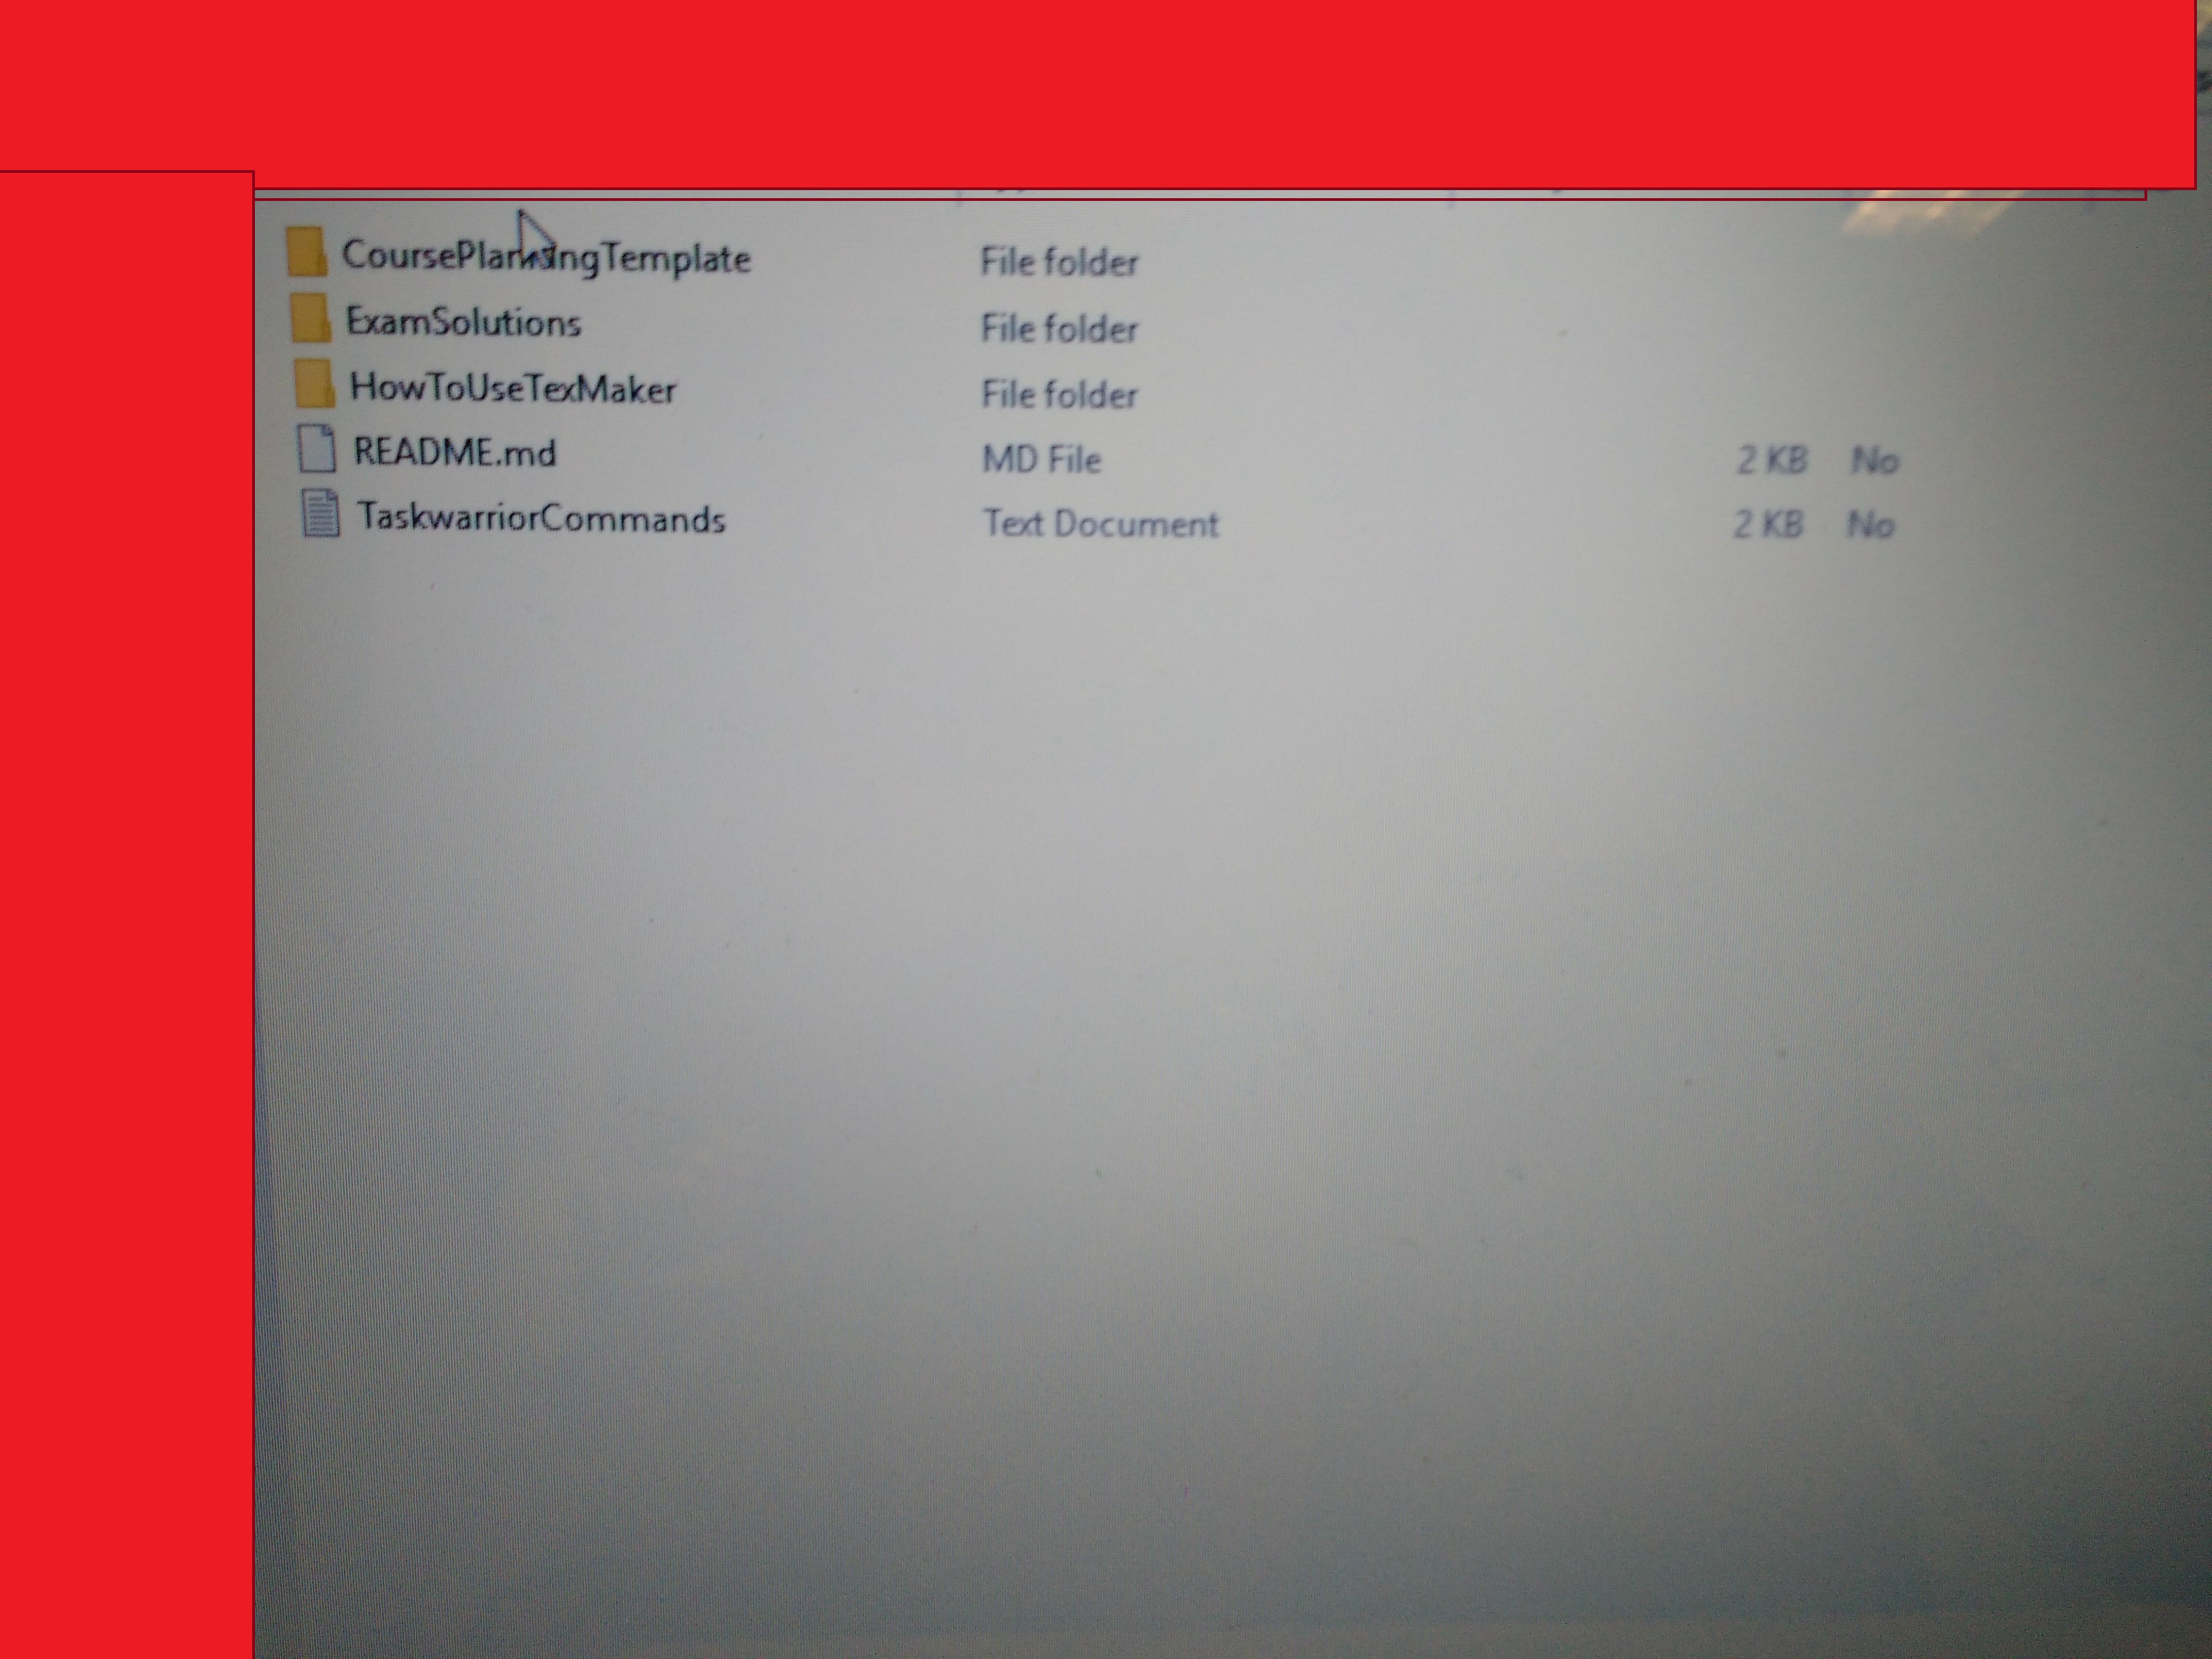 CoursePlanningTemplate File folder
ExamSolutions File folder
HowToUseTexMaker File folder
README.md MD File 2 KB No
TaskwarriorCommands Text Document 2 KB No